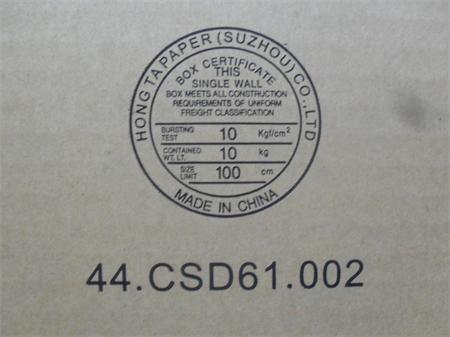 HONG TA PAPER (SUZHOU) CO.,LTD
BOX CERTIFICATE
THIS
SINGLE WALL
BOX MEETS ALL CONSTRUCTION
REQUIREMENTS OF UNIFORM
FREIGHT CLASSIFICATION
BURSTING TEST 10 Kgf/cm²
CONTAINED WT. LT. 10 kg
SIZE LIMIT 100 cm
MADE IN CHINA
44.CSD61.002